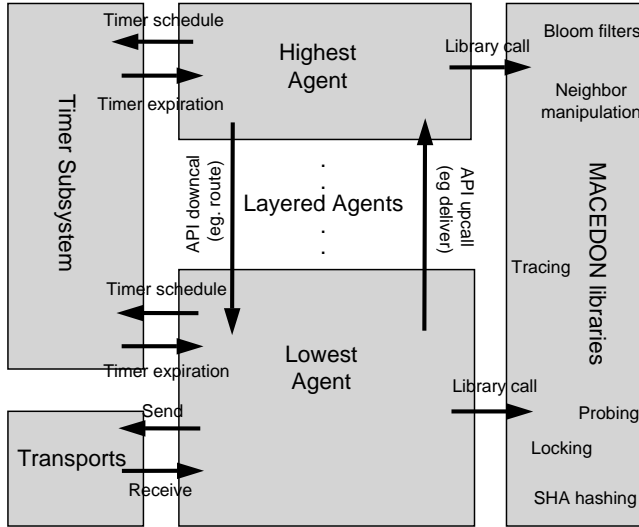 Timer schedule
Timer expiration
Timer Subsystem
Highest
Agent
Library call
Bloom filters
Neighbor
manipulation
API downcal
(eg. route)
Layered Agents
API upcall
(eg deliver)
MACEDON libraries
Tracing
Timer schedule
Timer expiration
Lowest
Agent
Library call
Send
Transports
Receive
Probing
Locking
SHA hashing